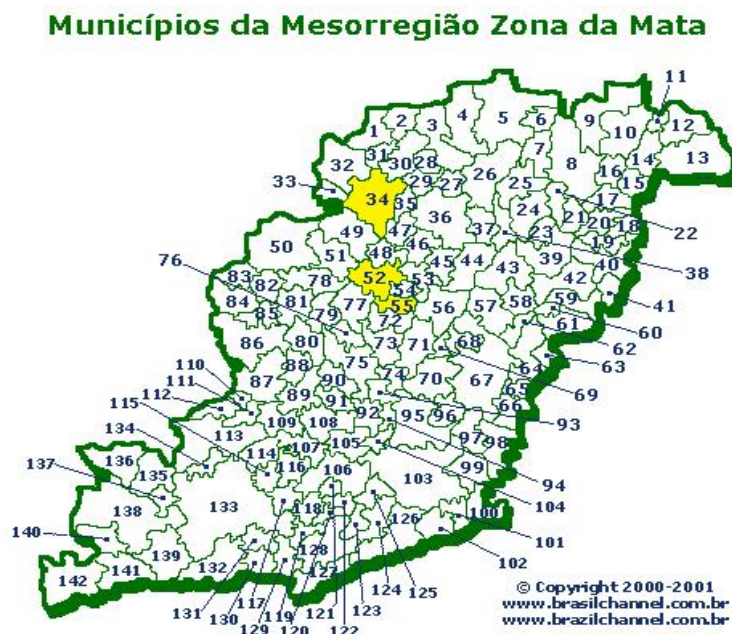 Municípios da Mesorregião Zona da Mata
11
1 2 3 4 5 6 9 10 12
7 8 14 13
32 31 30 28 26 16 15
33 29 27 25 17
34 35 36 24 21 20 18 22
49 47 37 23 19 38
50 51 48 46 45 44 43 39 40
76 52 53 42 41
83 82 78 54 55 56 57 58 59 60
84 81 77 72 61 62
85 79 73 71 68 63
86 80 75 74 70 67 64 69
110 87 88 90 65 66
111 89 91 92 95 96 93
112 109 108 105 97 98
115 113 107 94
134 114 116 106 103 99 104
137 136 135 133 118 126 100 101
138 128 102
140 139 132 127 125
142 141 131 130 117 129 119 120 121 122 123 124
© Copyright 2000-2001
www.brasilchannel.com.br
www.brasilchannel.com.br